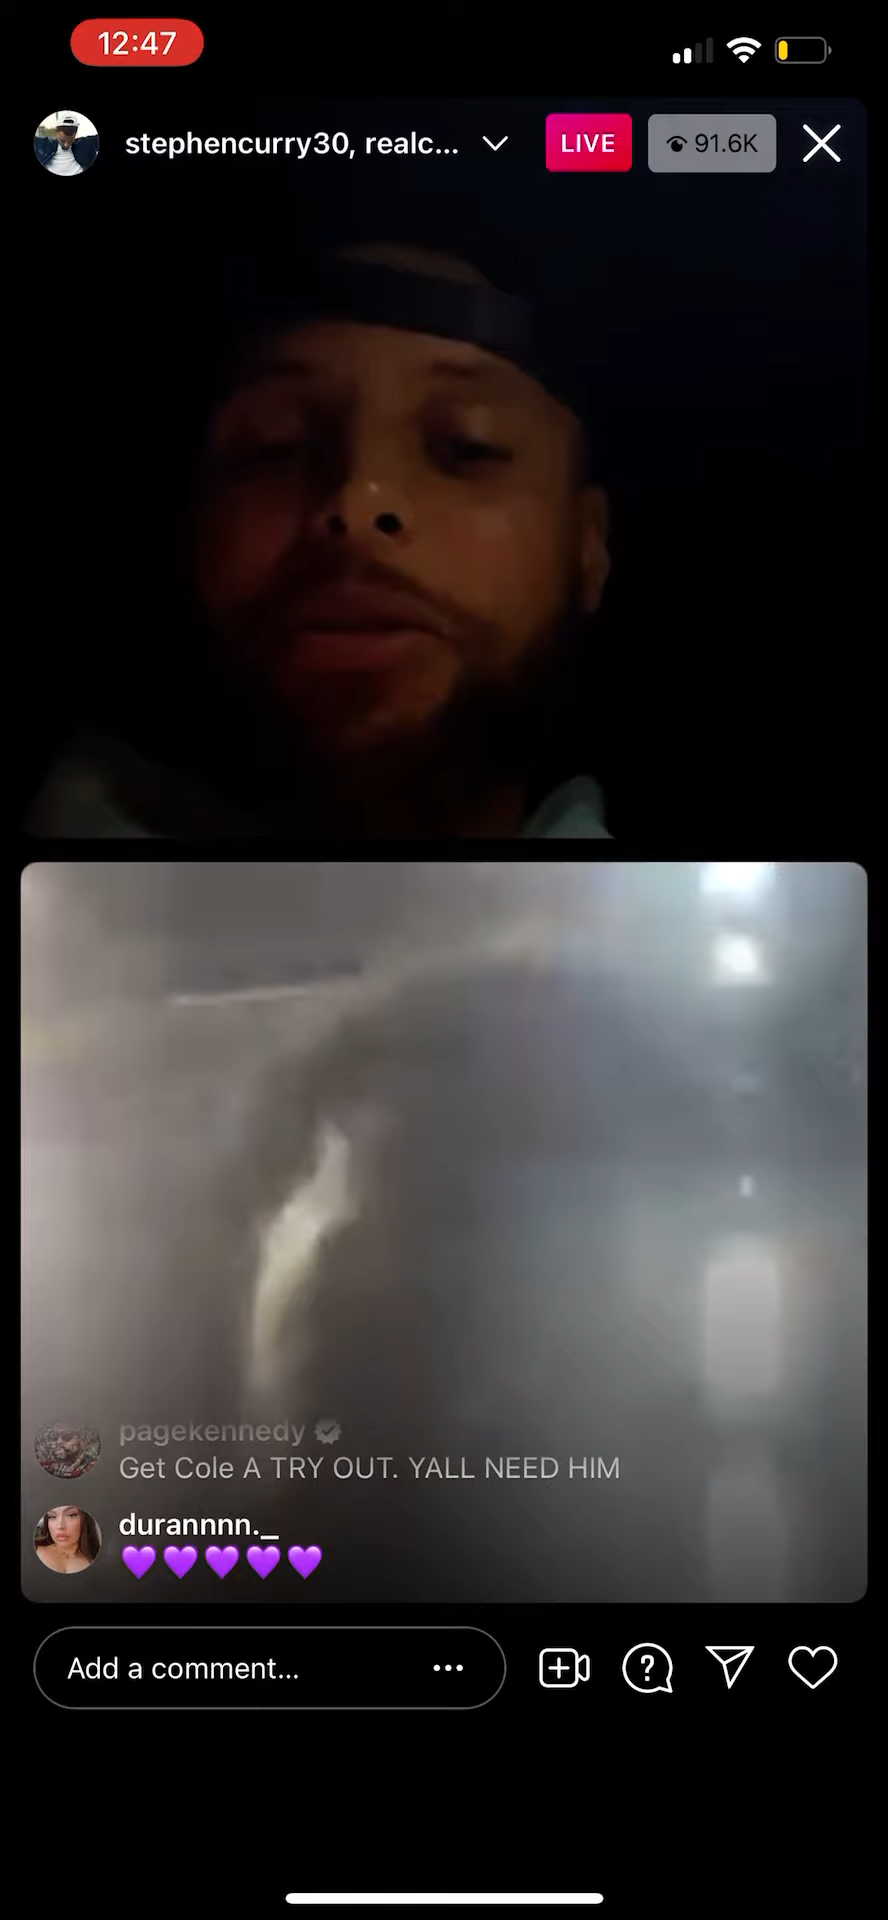 12:47
stephencurry30, realc...
LIVE
91.6K
pagekennedy
Get Cole A TRY OUT. YALL NEED HIM
durannnn._
💜💜💜💜💜
Add a comment...